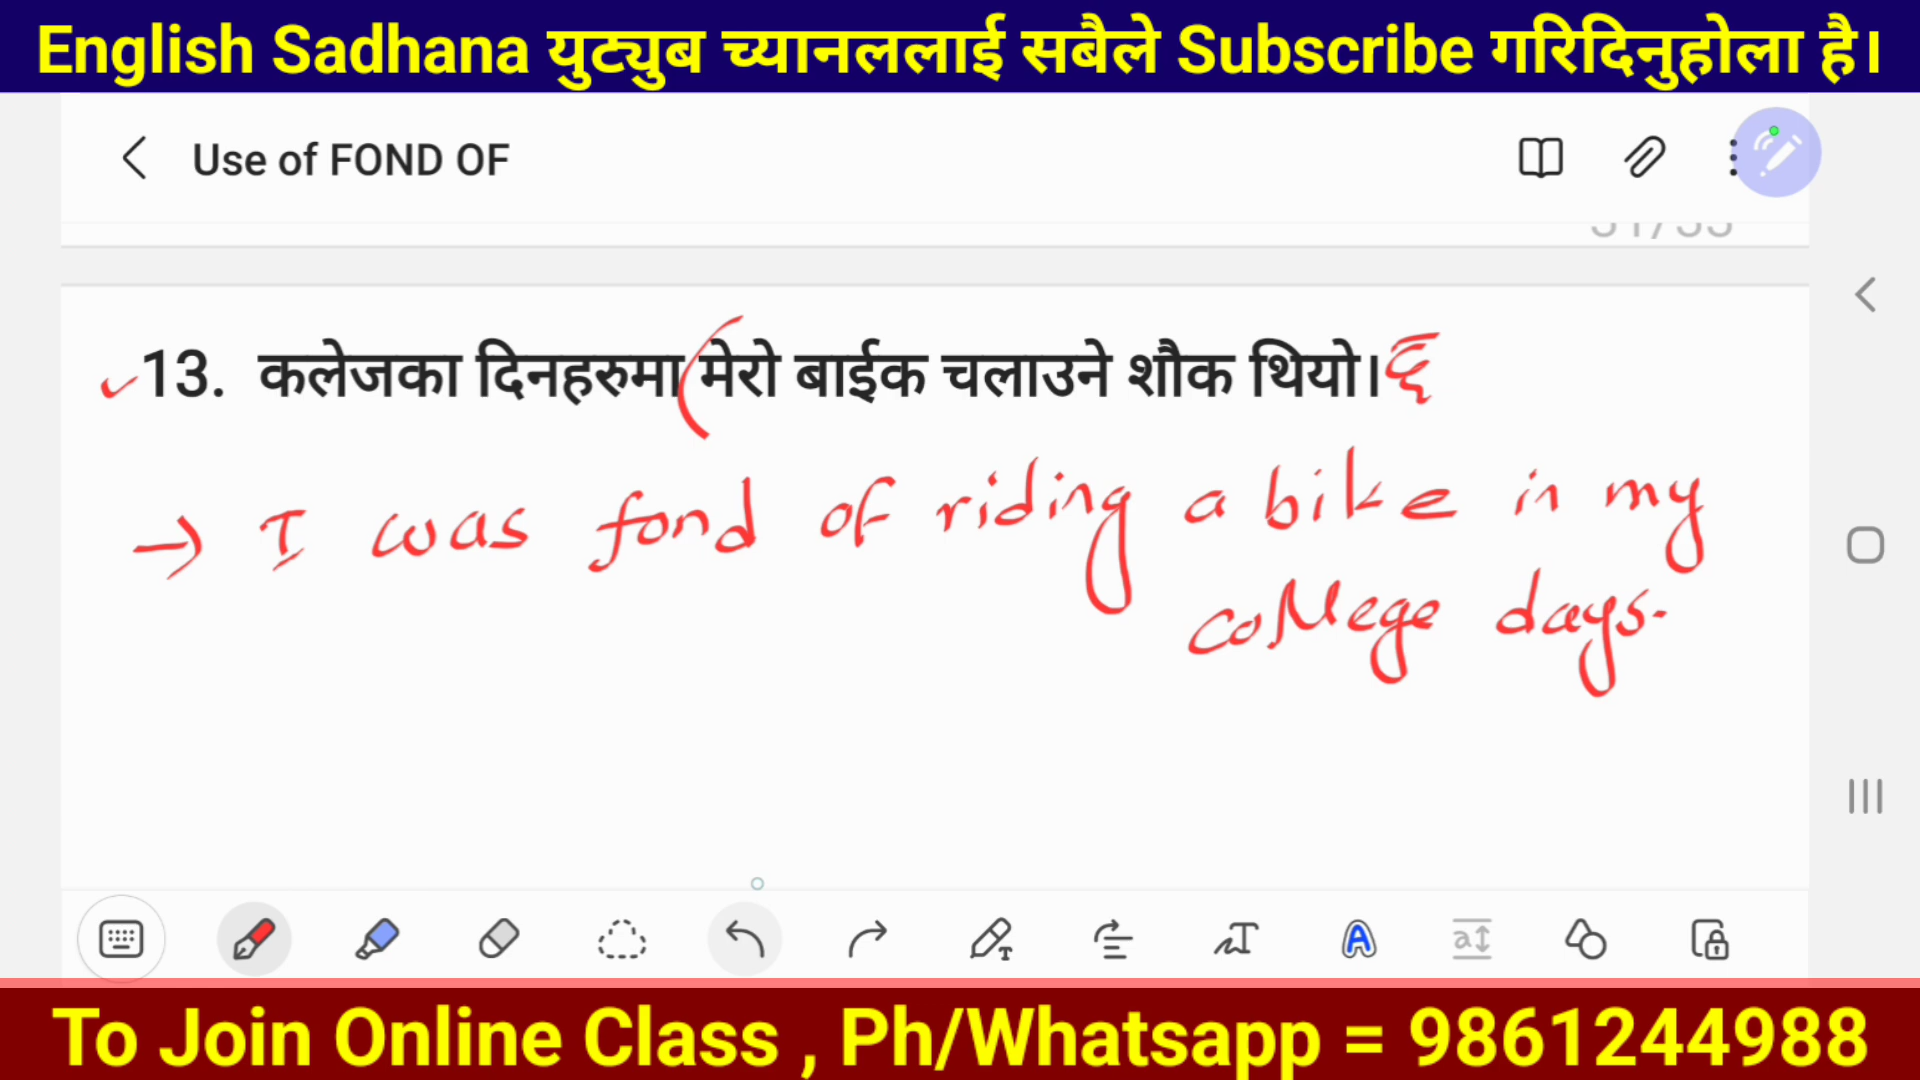 English Sadhana युट्युब च्यानललाई सबैले Subscribe गरिदिनुहोला है।
Use of FOND OF
13. कलेजका दिनहरुमा मेरो बाईक चलाउने शौक थियो।
→ I was fond of riding a bike in my
college days.
To Join Online Class , Ph/Whatsapp = 9861244988